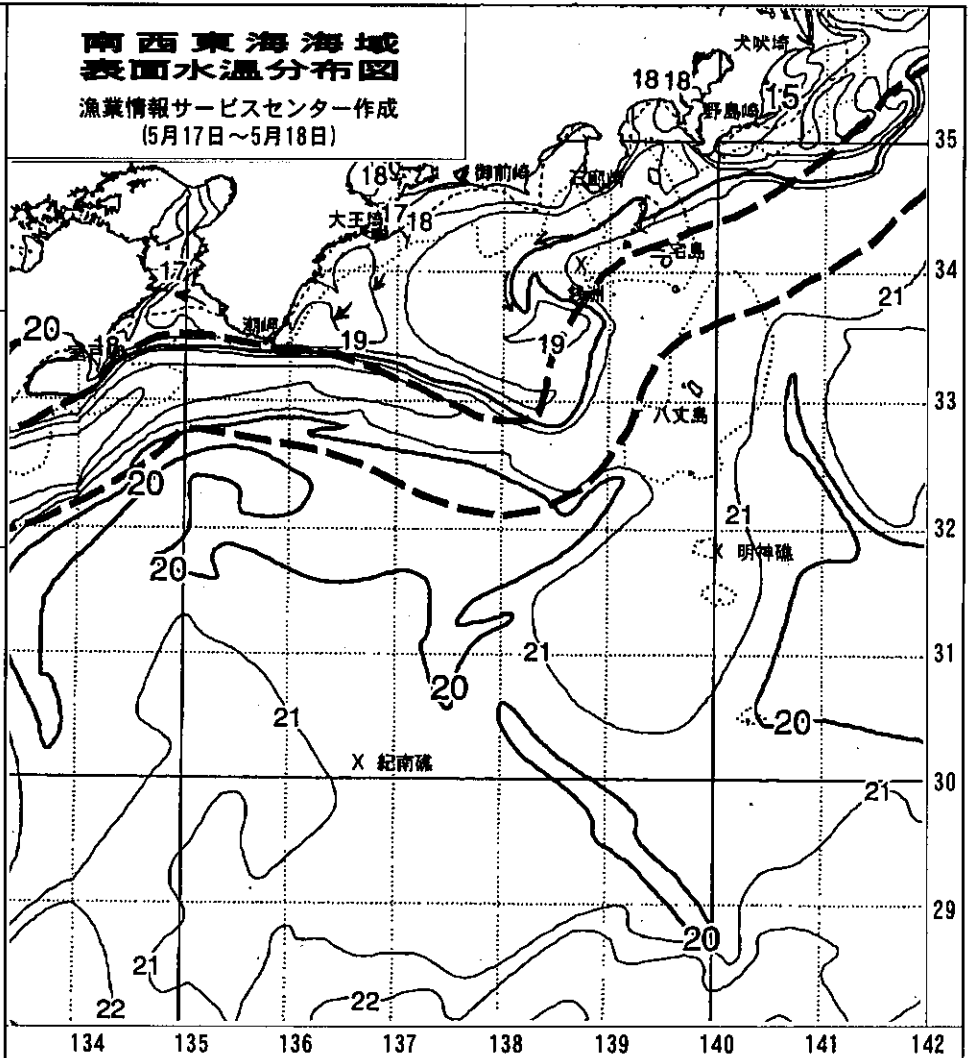 南西東海海域
表面水温分布図
漁業情報サービスセンター作成
(5月17日〜5月18日)
犬吠埼
18 18
15
野島崎
35
18
御前崎
石廊崎
大王埼
17
18
34
三宅島
17
21
20
潮岬
19
19
18
室戸岬
33
八丈島
20
21
32
X 明神礁
20
21
31
20
21
20
X 紀南礁
30
21
29
20
21
22
22
134 135 136 137 138 139 140 141 142